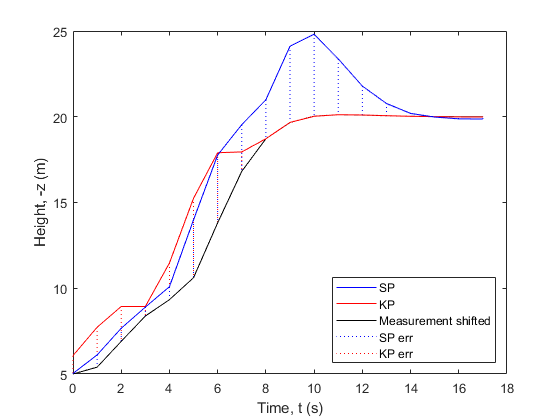 25
20
15
10
5
Height, -z (m)
0
2
4
6
8
10
12
14
16
18
Time, t (s)
SP
KP
Measurement shifted
SP err
KP err